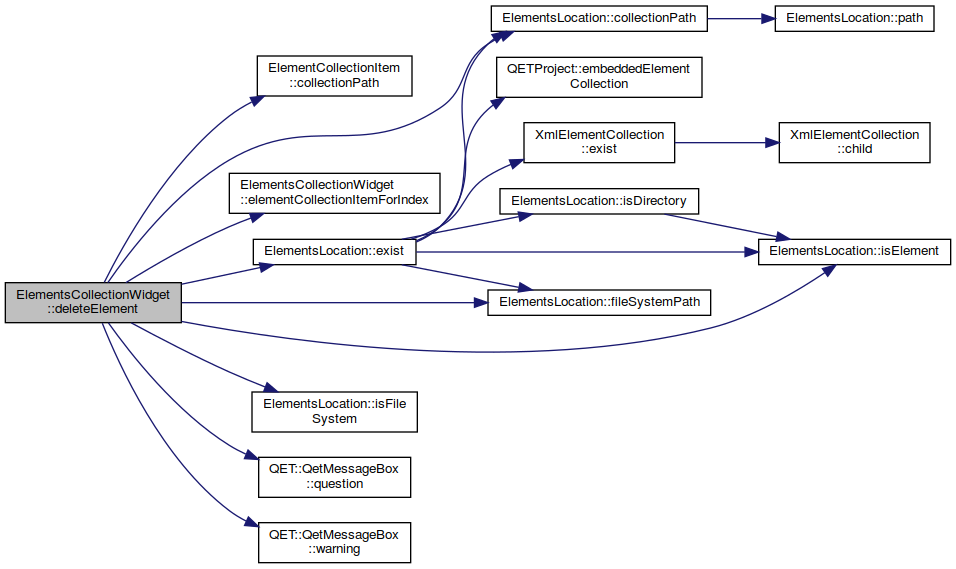 ElementsLocation::collectionPath
ElementsLocation::path
ElementCollectionItem
::collectionPath
QETProject::embeddedElement
Collection
XmlElementCollection
::exist
XmlElementCollection
::child
ElementsCollectionWidget
::elementCollectionItemForIndex
ElementsLocation::isDirectory
ElementsLocation::exist
ElementsLocation::isElement
ElementsCollectionWidget
::deleteElement
ElementsLocation::fileSystemPath
ElementsLocation::isFile
System
QET::QetMessageBox
::question
QET::QetMessageBox
::warning